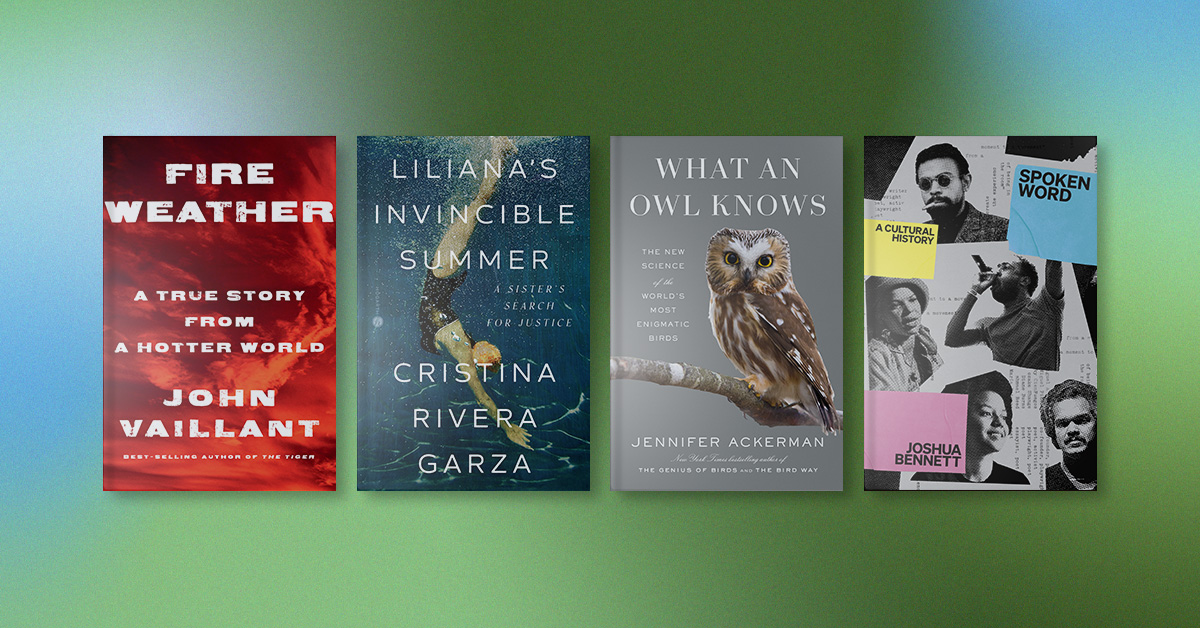 FIRE
WEATHER
A TRUE STORY
FROM
A HOTTER WORLD
JOHN
VAILLANT
BEST-SELLING AUTHOR OF THE TIGER
LILIANA'S
INVINCIBLE
SUMMER
A SISTER'S
SEARCH
FOR JUSTICE
CRISTINA
RIVERA
GARZA
WHAT AN
OWL KNOWS
THE NEW
SCIENCE
of the
WORLD'S
MOST
ENIGMATIC
BIRDS
JENNIFER ACKERMAN
New York Times bestselling author of
THE GENIUS OF BIRDS AND THE BIRD WAY
SPOKEN
WORD
A CULTURAL
HISTORY
JOSHUA
BENNETT